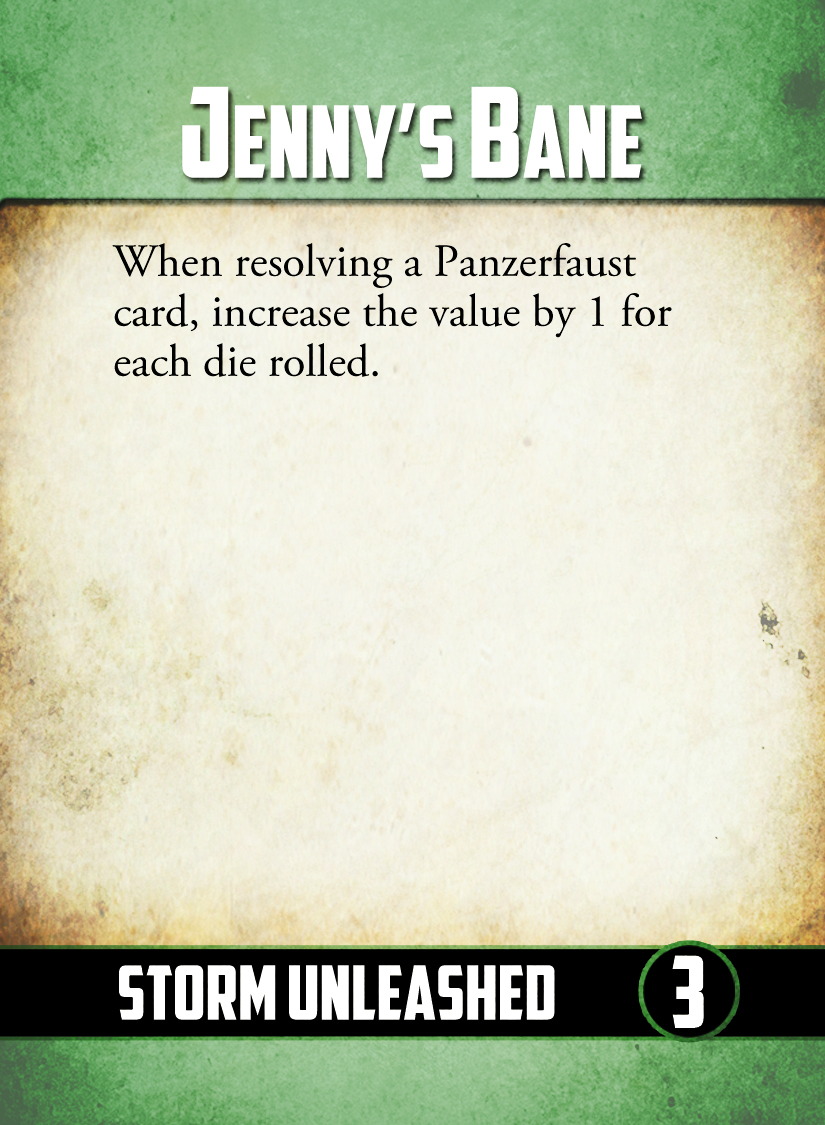 Jenny's Bane
When resolving a Panzerfaust
card, increase the value by 1 for
each die rolled.
STORM UNLEASHED 3